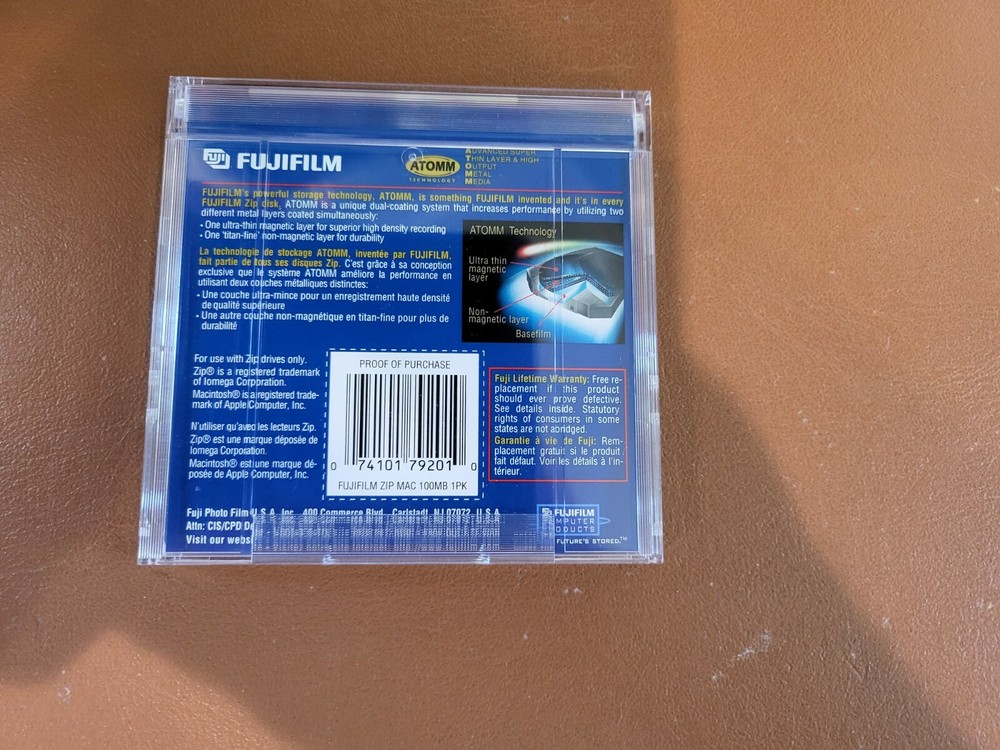 Fuji FUJIFILM
ATOMM
TECHNOLOGY
ADVANCED SUPER
THIN LAYER & HIGH
OUTPUT
METAL
MEDIA
FUJIFILM's powerful storage technology, ATOMM, is something FUJIFILM invented and it's in every
FUJIFILM Zip disk. ATOMM is a unique dual-coating system that increases performance by utilizing two
different metal layers coated simultaneously:
- One ultra-thin magnetic layer for superior high density recording
- One 'titan-fine' non-magnetic layer for durability
La technologie de stockage ATOMM, inventée par FUJIFILM,
fait partie de tous ses disques Zip. C'est grâce à sa conception
exclusive que le système ATOMM améliore la performance en
utilisant deux couches métalliques distinctes:
- Une couche ultra-mince pour un enregistrement haute densité
de qualité supérieure
- Une autre couche non-magnétique en titan-fine pour plus de
durabilité
ATOMM Technology
Ultra thin
magnetic
layer
Non-
magnetic layer
Basefilm
For use with Zip drives only.
Zip® is a registered trademark
of Iomega Corporation.
Macintosh® is a registered trade-
mark of Apple Computer, Inc.
N'utiliser qu'avec les lecteurs Zip.
Zip® est une marque déposée de
Iomega Corporation.
Macintosh® est une marque dé-
posée de Apple Computer, Inc.
PROOF OF PURCHASE
0 74101 79201 0
FUJIFILM ZIP MAC 100MB 1PK
Fuji Lifetime Warranty: Free re-
placement if this product
should ever prove defective.
See details inside. Statutory
rights of consumers in some
states are not abridged.
Garantie à vie de Fuji: Rem-
placement gratuit si le produit
fait défaut. Voir les détails à l'in-
térieur.
Fuji Photo Film U.S.A., Inc. 400 Commerce Blvd., Carlstadt, NJ 07072, U.S.A.
Attn: CIS/CPD
Visit our
FUJIFILM
COMPUTER
PRODUCTS
FUTURE'S STORED.™